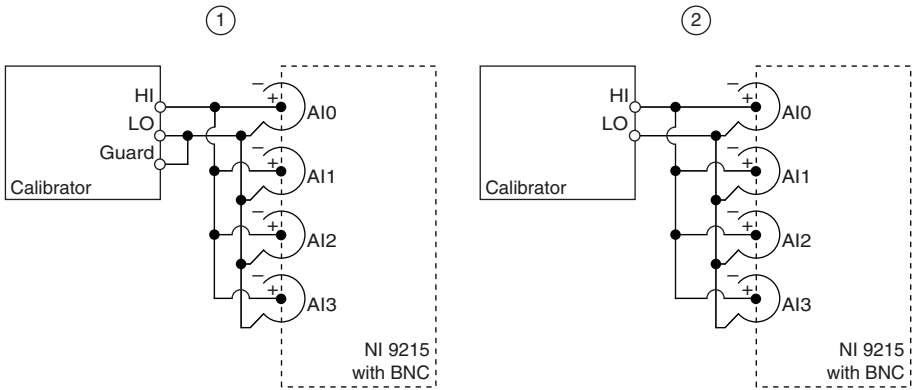 1
HI
LO
Guard
Calibrator
− + AI0
− + AI1
− + AI2
− + AI3
NI 9215
with BNC
2
HI
LO
Calibrator
− + AI0
− + AI1
− + AI2
− + AI3
NI 9215
with BNC